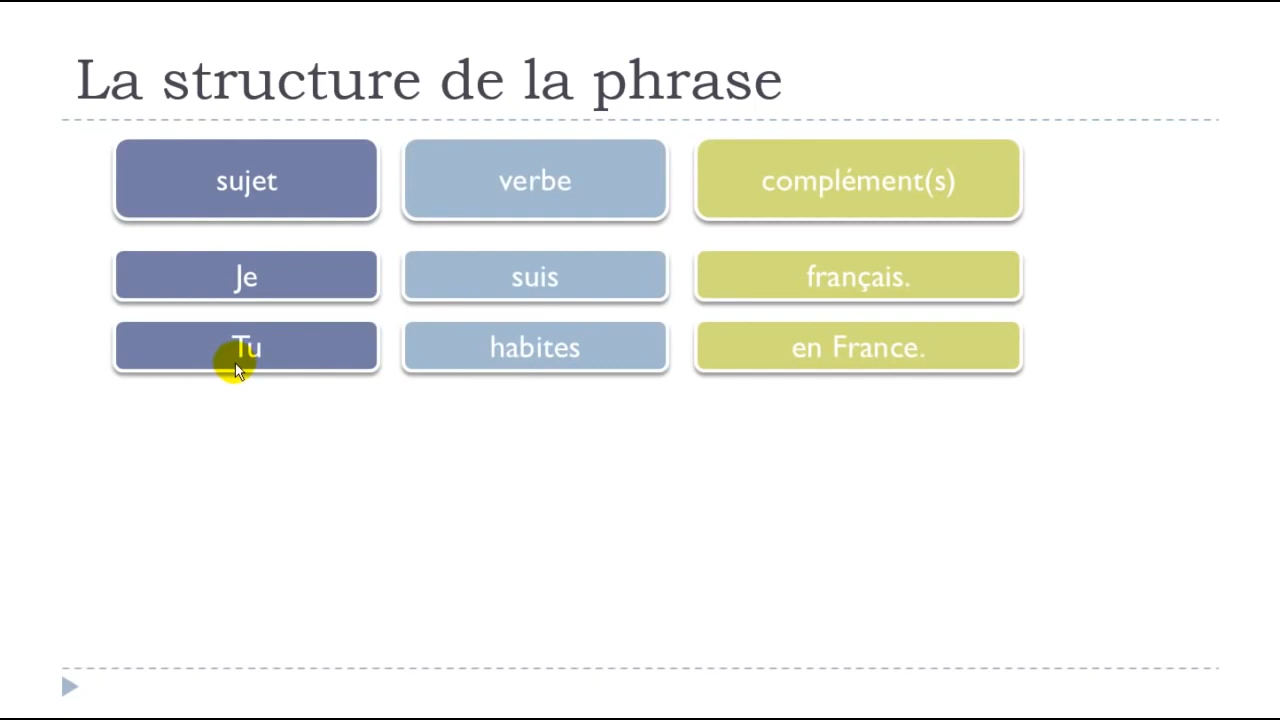 La structure de la phrase
sujet verbe complément(s)
Je suis français.
Tu habites en France.